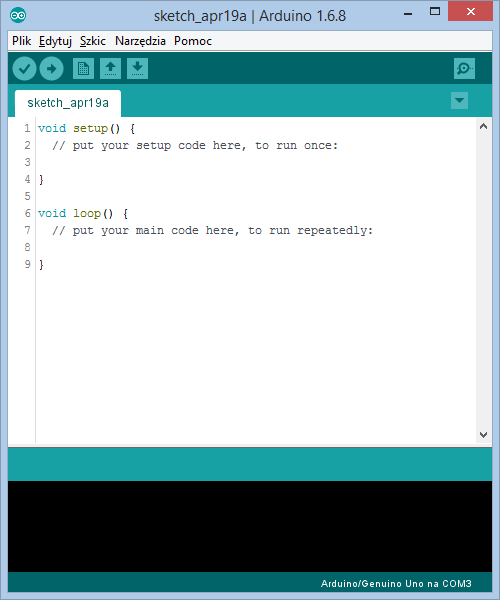 sketch_apr19a | Arduino 1.6.8
Plik Edytuj Szkic Narzędzia Pomoc
sketch_apr19a
1 void setup() {
2 // put your setup code here, to run once:
3
4 }
5
6 void loop() {
7 // put your main code here, to run repeatedly:
8
9 }
Arduino/Genuino Uno na COM3